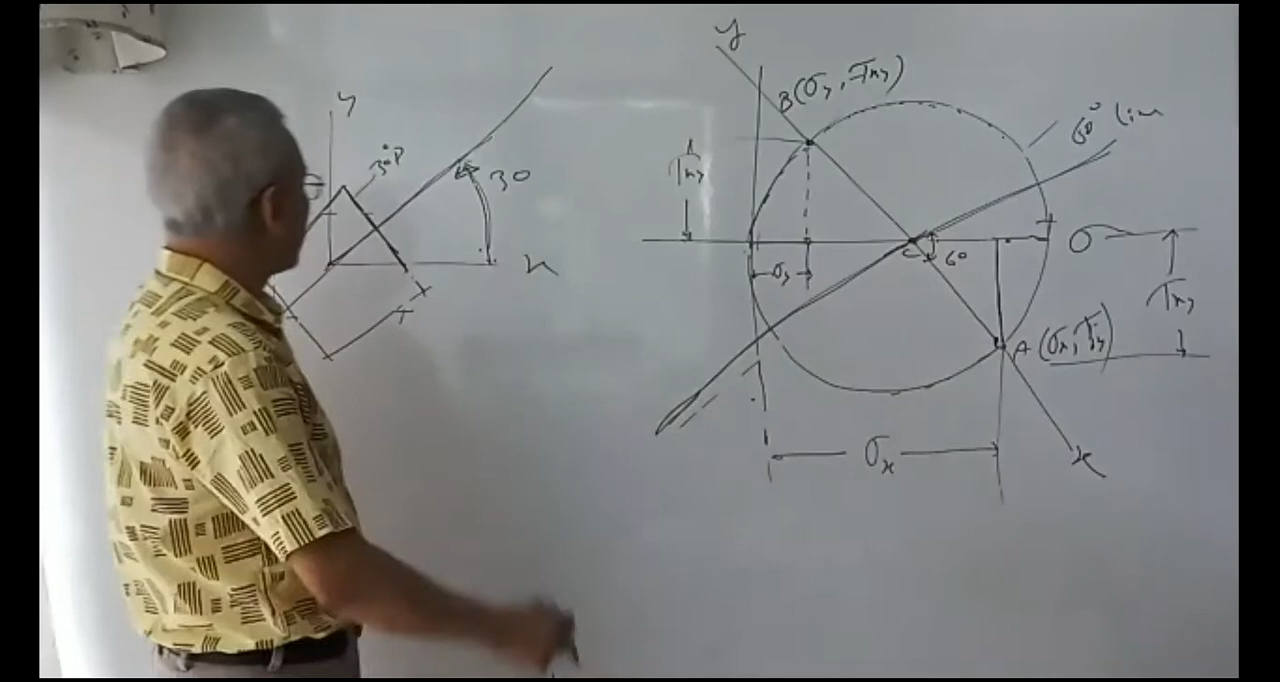 y
30°P
30
x
y
B(σy, -τxy)
60° line
τxy
σy
C
60
σ
τxy
A (σx, τxy)
σx
x